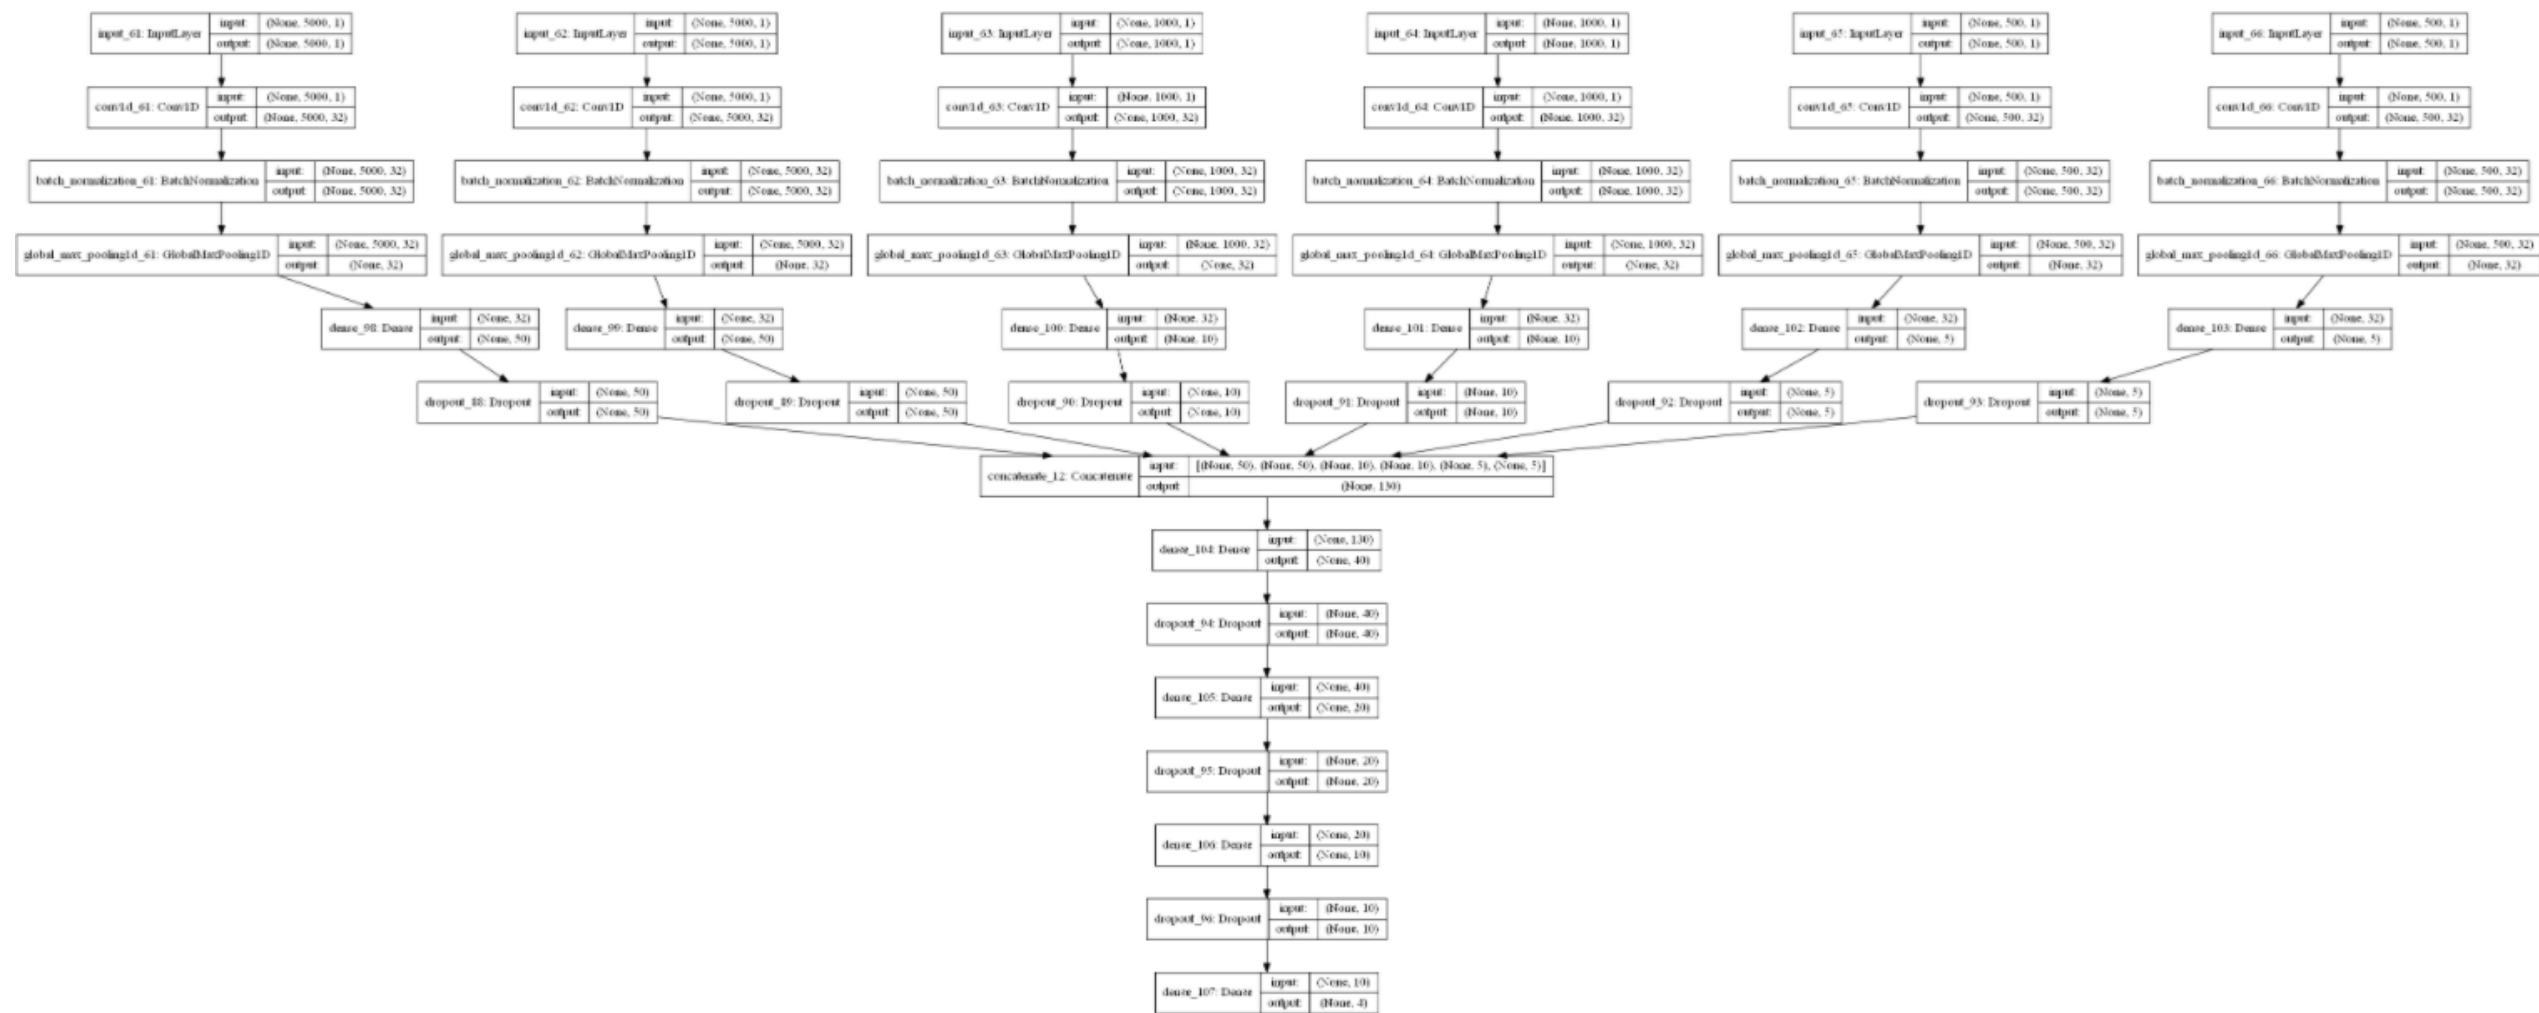 input_61: InputLayer input: (None, 5000, 1)
output: (None, 5000, 1)
input_62: InputLayer input: (None, 5000, 1)
output: (None, 5000, 1)
input_63: InputLayer input: (None, 1000, 1)
output: (None, 1000, 1)
input_64: InputLayer input: (None, 1000, 1)
output: (None, 1000, 1)
input_65: InputLayer input: (None, 500, 1)
output: (None, 500, 1)
input_66: InputLayer input: (None, 500, 1)
output: (None, 500, 1)
conv1d_61: Conv1D input: (None, 5000, 1)
output: (None, 5000, 32)
conv1d_62: Conv1D input: (None, 5000, 1)
output: (None, 5000, 32)
conv1d_63: Conv1D input: (None, 1000, 1)
output: (None, 1000, 32)
conv1d_64: Conv1D input: (None, 1000, 1)
output: (None, 1000, 32)
conv1d_65: Conv1D input: (None, 500, 1)
output: (None, 500, 32)
conv1d_66: Conv1D input: (None, 500, 1)
output: (None, 500, 32)
batch_normalization_61: BatchNormalization input: (None, 5000, 32)
output: (None, 5000, 32)
batch_normalization_62: BatchNormalization input: (None, 5000, 32)
output: (None, 5000, 32)
batch_normalization_63: BatchNormalization input: (None, 1000, 32)
output: (None, 1000, 32)
batch_normalization_64: BatchNormalization input: (None, 1000, 32)
output: (None, 1000, 32)
batch_normalization_65: BatchNormalization input: (None, 500, 32)
output: (None, 500, 32)
batch_normalization_66: BatchNormalization input: (None, 500, 32)
output: (None, 500, 32)
global_max_pooling1d_61: GlobalMaxPooling1D input: (None, 5000, 32)
output: (None, 32)
global_max_pooling1d_62: GlobalMaxPooling1D input: (None, 5000, 32)
output: (None, 32)
global_max_pooling1d_63: GlobalMaxPooling1D input: (None, 1000, 32)
output: (None, 32)
global_max_pooling1d_64: GlobalMaxPooling1D input: (None, 1000, 32)
output: (None, 32)
global_max_pooling1d_65: GlobalMaxPooling1D input: (None, 500, 32)
output: (None, 32)
global_max_pooling1d_66: GlobalMaxPooling1D input: (None, 500, 32)
output: (None, 32)
dense_98: Dense input: (None, 32)
output: (None, 50)
dense_99: Dense input: (None, 32)
output: (None, 50)
dense_100: Dense input: (None, 32)
output: (None, 10)
dense_101: Dense input: (None, 32)
output: (None, 10)
dense_102: Dense input: (None, 32)
output: (None, 5)
dense_103: Dense input: (None, 32)
output: (None, 5)
dropout_88: Dropout input: (None, 50)
output: (None, 50)
dropout_89: Dropout input: (None, 50)
output: (None, 50)
dropout_90: Dropout input: (None, 10)
output: (None, 10)
dropout_91: Dropout input: (None, 10)
output: (None, 10)
dropout_92: Dropout input: (None, 5)
output: (None, 5)
dropout_93: Dropout input: (None, 5)
output: (None, 5)
concatenate_12: Concatenate input: [(None, 50), (None, 50), (None, 10), (None, 10), (None, 5), (None, 5)]
output: (None, 130)
dense_104: Dense input: (None, 130)
output: (None, 40)
dropout_94: Dropout input: (None, 40)
output: (None, 40)
dense_105: Dense input: (None, 40)
output: (None, 20)
dropout_95: Dropout input: (None, 20)
output: (None, 20)
dense_106: Dense input: (None, 20)
output: (None, 10)
dropout_96: Dropout input: (None, 10)
output: (None, 10)
dense_107: Dense input: (None, 10)
output: (None, 4)